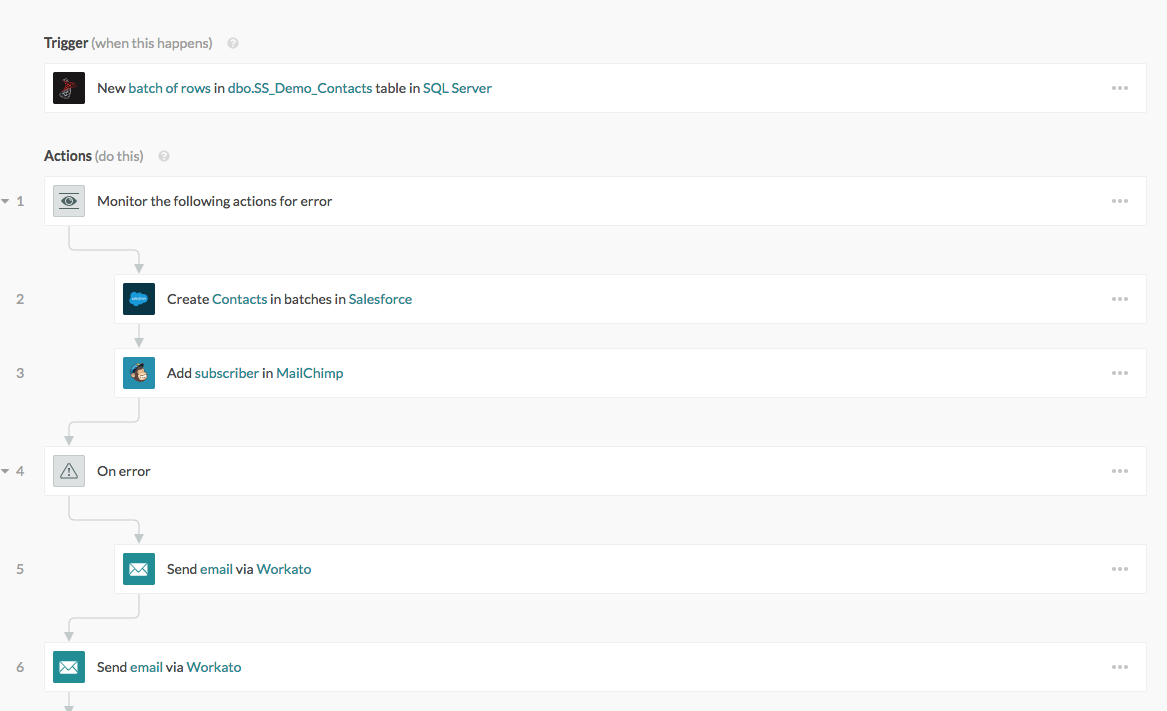 Trigger (when this happens) ?
New batch of rows in dbo.SS_Demo_Contacts table in SQL Server
Actions (do this) ?
1 Monitor the following actions for error
2 Create Contacts in batches in Salesforce
3 Add subscriber in MailChimp
4 On error
5 Send email via Workato
6 Send email via Workato